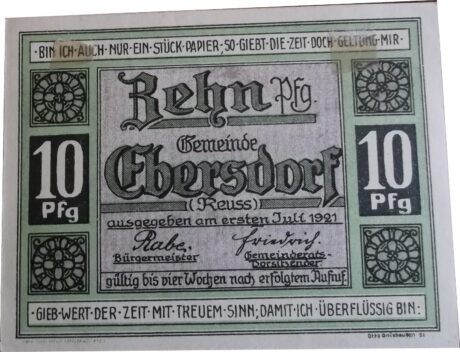 ·BIN·ICH·AUCH·NUR·EIN·STÜCK·PAPIER,·SO·GIEBT·DIE·ZEIT·DOCH·GELTUNG·MIR·
Zehn Pfg.
Gemeinde
Ebersdorf
(Reuss)
10 Pfg
10 Pfg
ausgegeben am ersten Juli 1921
Rabe. Friedrich.
Bürgermeister Gemeinderats-
Vorsitzender
gültig bis vier Wochen nach erfolgtem Aufruf.
·GIEB·WERT·DER·ZEIT·MIT·TREUEM·SINN;·DAMIT·ICH·ÜBERFLÜSSIG·BIN:·